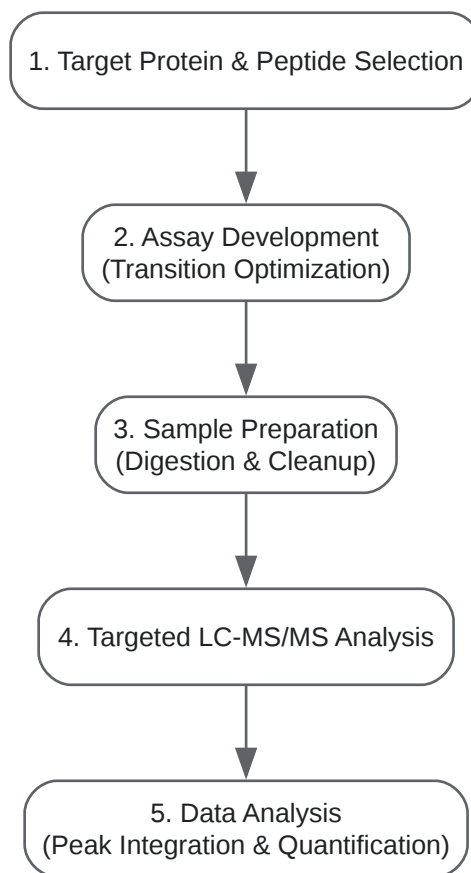 1. Target Protein & Peptide Selection
2. Assay Development
(Transition Optimization)
3. Sample Preparation
(Digestion & Cleanup)
4. Targeted LC-MS/MS Analysis
5. Data Analysis
(Peak Integration & Quantification)